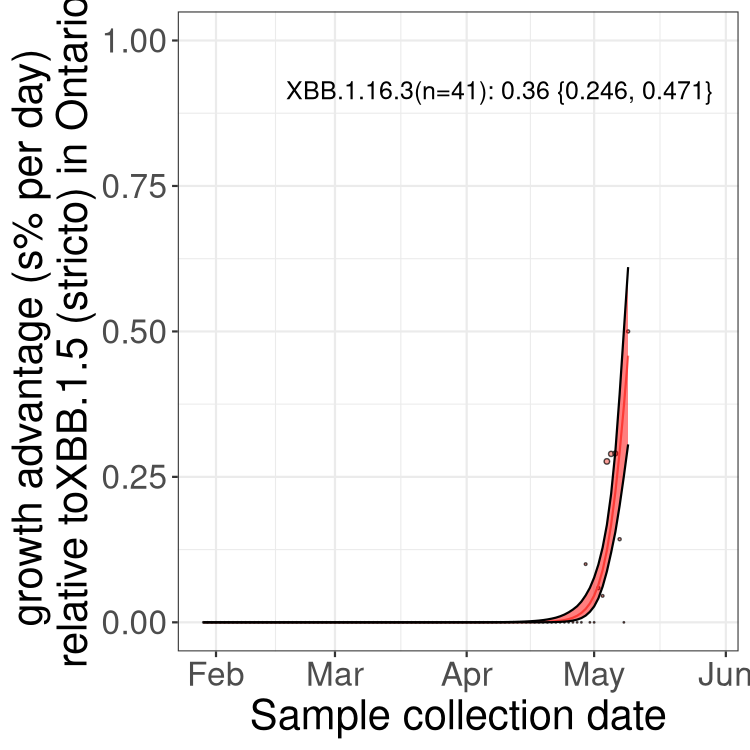 growth advantage (s% per day)
relative toXBB.1.5 (stricto) in Ontario
1.00
0.75
0.50
0.25
0.00
XBB.1.16.3(n=41): 0.36 {0.246, 0.471}
Feb Mar Apr May Jun
Sample collection date